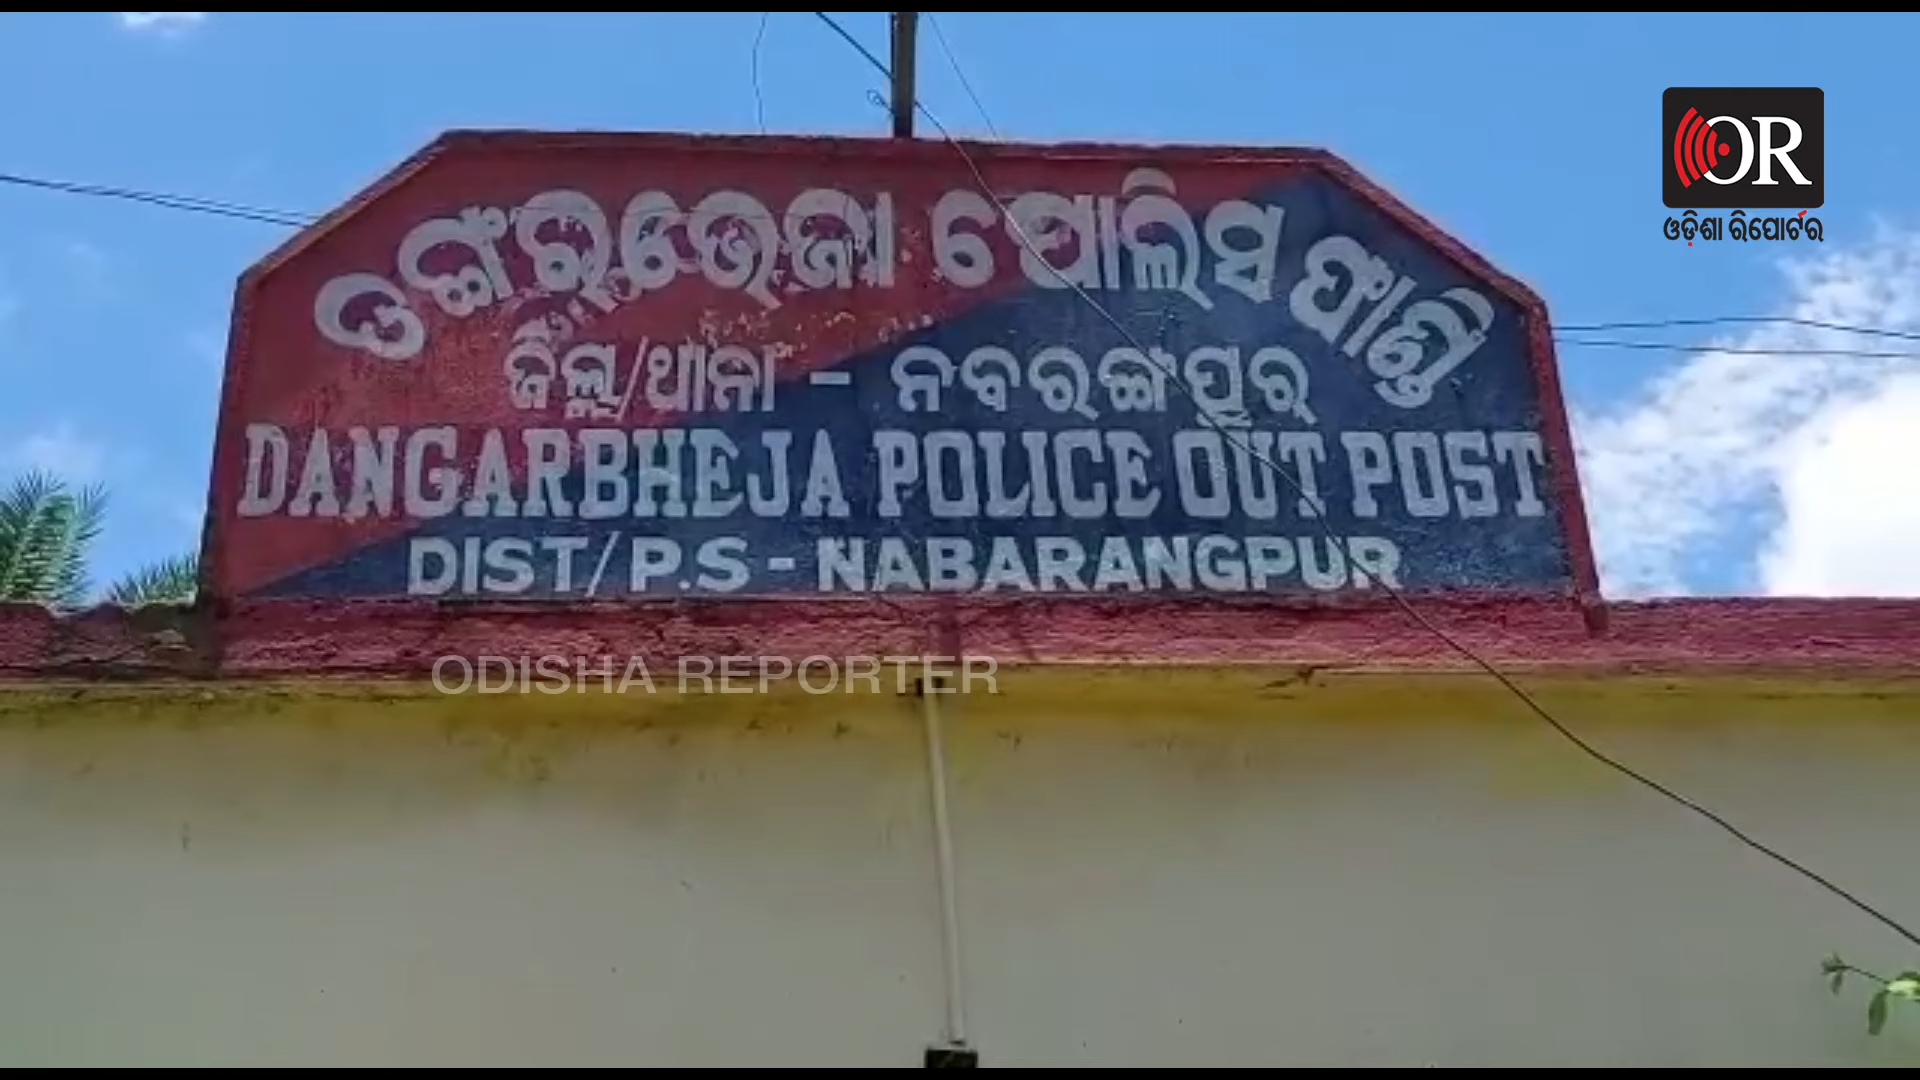 OR
ଓଡ଼ିଶା ରିପୋର୍ଟର
ଡଙ୍ଗରଭେଜା ପୋଲିସ ଫାଣ୍ଡି
ଜିଲ୍ଲା/ଥାନା - ନବରଙ୍ଗପୁର
DANGARBHEJA POLICE OUT POST
DIST/P.S - NABARANGPUR
ODISHA REPORTER